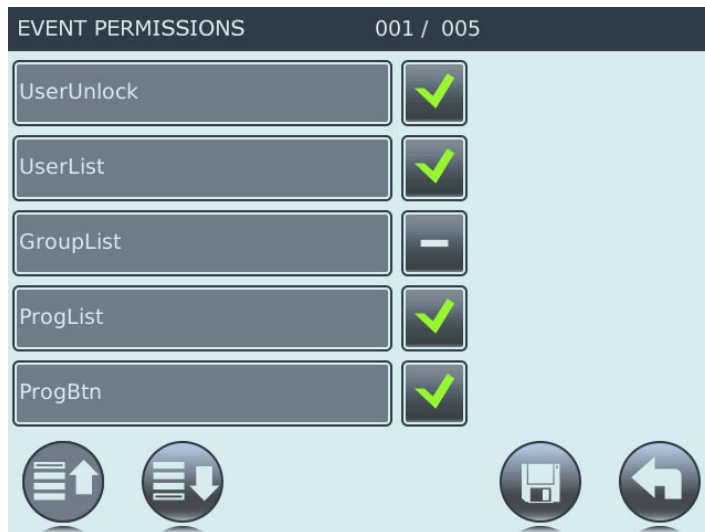 EVENT PERMISSIONS 001 / 005
UserUnlock
UserList
GroupList
ProgList
ProgBtn